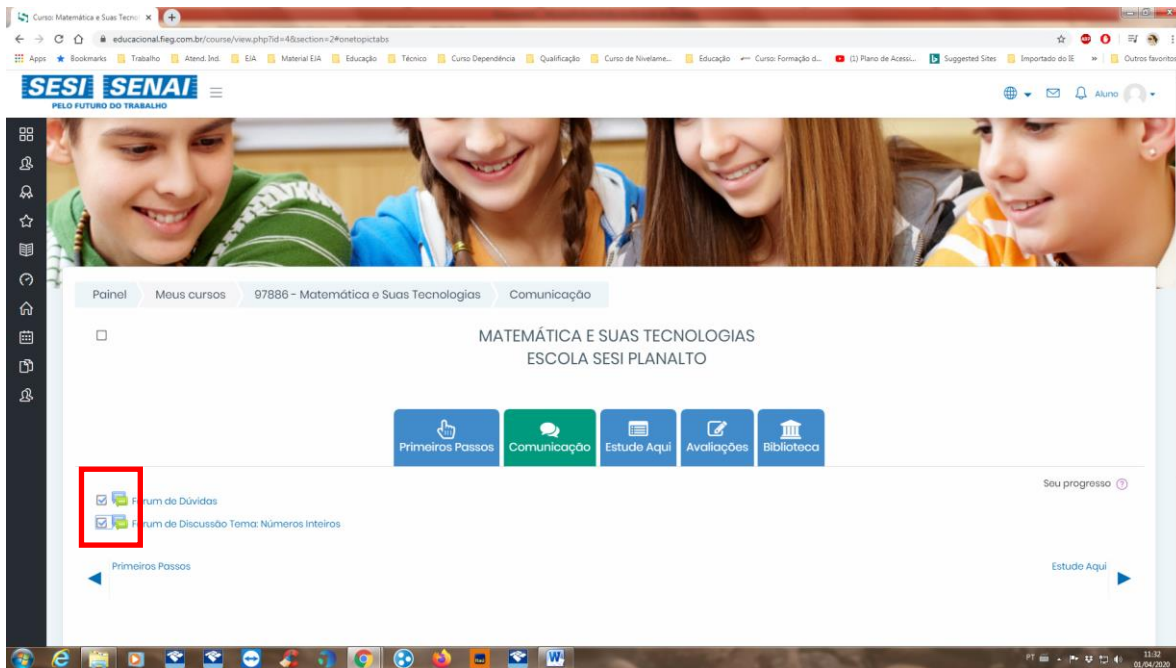 Curso: Matemática e Suas Tecno
educacional.fieg.com.br/course/view.php?id=4&section=2#onetopictabs
Apps Bookmarks Trabalho Atend. Ind. EJA Material EJA Educação Técnico Curso Dependência Qualificação Curso de Nivelame... Educação Curso: Formação d... (1) Plano de Acessi... Suggested Sites Importado do IE » Outros favoritos
SESI SENAI
PELO FUTURO DO TRABALHO
Aluno
Painel Meus cursos 97886 - Matemática e Suas Tecnologias Comunicação
MATEMÁTICA E SUAS TECNOLOGIAS
ESCOLA SESI PLANALTO
Primeiros Passos Comunicação Estude Aqui Avaliações Biblioteca
Seu progresso
Fórum de Dúvidas
Fórum de Discussão Tema: Números Inteiros
Primeiros Passos Estude Aqui
PT 11:32
01/04/2020